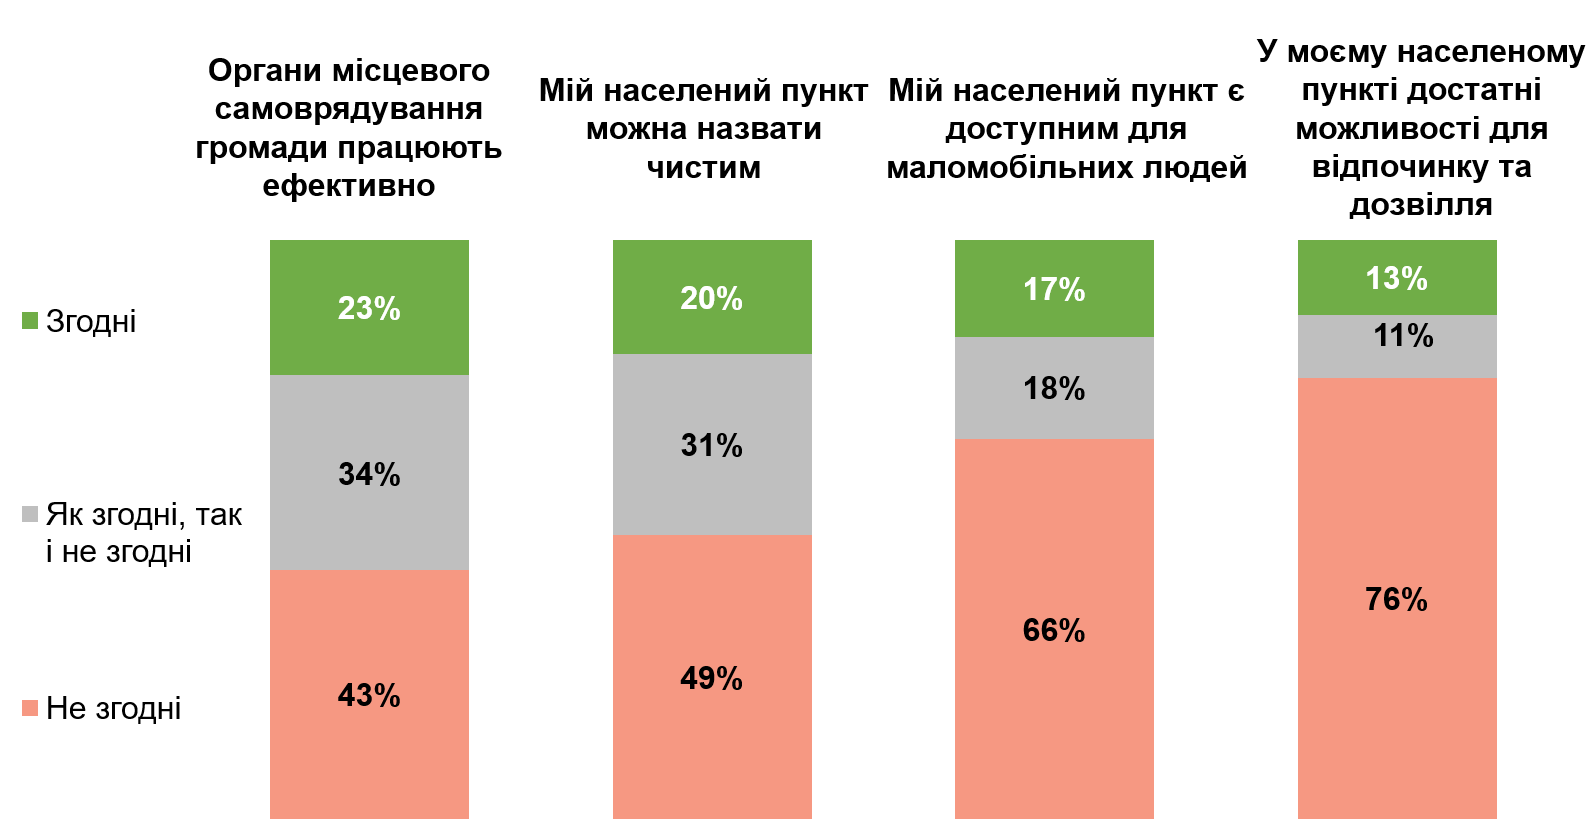 Органи місцевого
самоврядування
громади працюють
ефективно
Мій населений пункт
можна назвати
чистим
Мій населений пункт є
доступним для
маломобільних людей
У моєму населеному
пункті достатні
можливості для
відпочинку та
дозвілля
Згодні
Як згодні, так
і не згодні
Не згодні
23%
34%
43%
20%
31%
49%
17%
18%
66%
13%
11%
76%